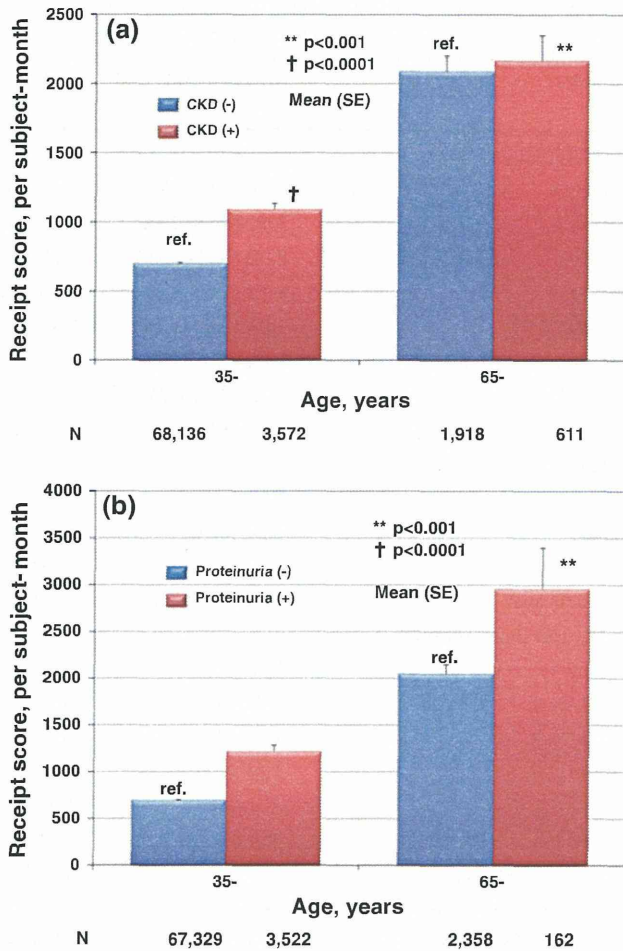 (a)
** p<0.001
† p<0.0001
Mean (SE)
CKD (-)
CKD (+)
ref.
†
ref.
**
Receipt score, per subject-month
2500
2000
1500
1000
500
0
35-
65-
Age, years
N 68,136 3,572 1,918 611
(b)
** p<0.001
† p<0.0001
Mean (SE)
Proteinuria (-)
Proteinuria (+)
ref.
ref.
**
Receipt score, per subject- month
4000
3500
3000
2500
2000
1500
1000
500
0
35-
65-
Age, years
N 67,329 3,522 2,358 162